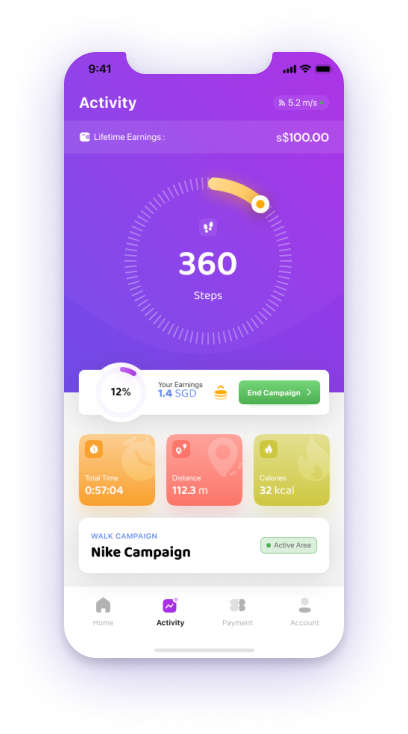 9:41
Activity
5.2 m/s
Lifetime Earnings :
S$100.00
360
Steps
12%
Your Earnings
1.4 SGD
End Campaign
Total Time
0:57:04
Distance
112.3 m
Calories
32 kcal
WALK CAMPAIGN
Nike Campaign
Active Area
Home
Activity
Payment
Account